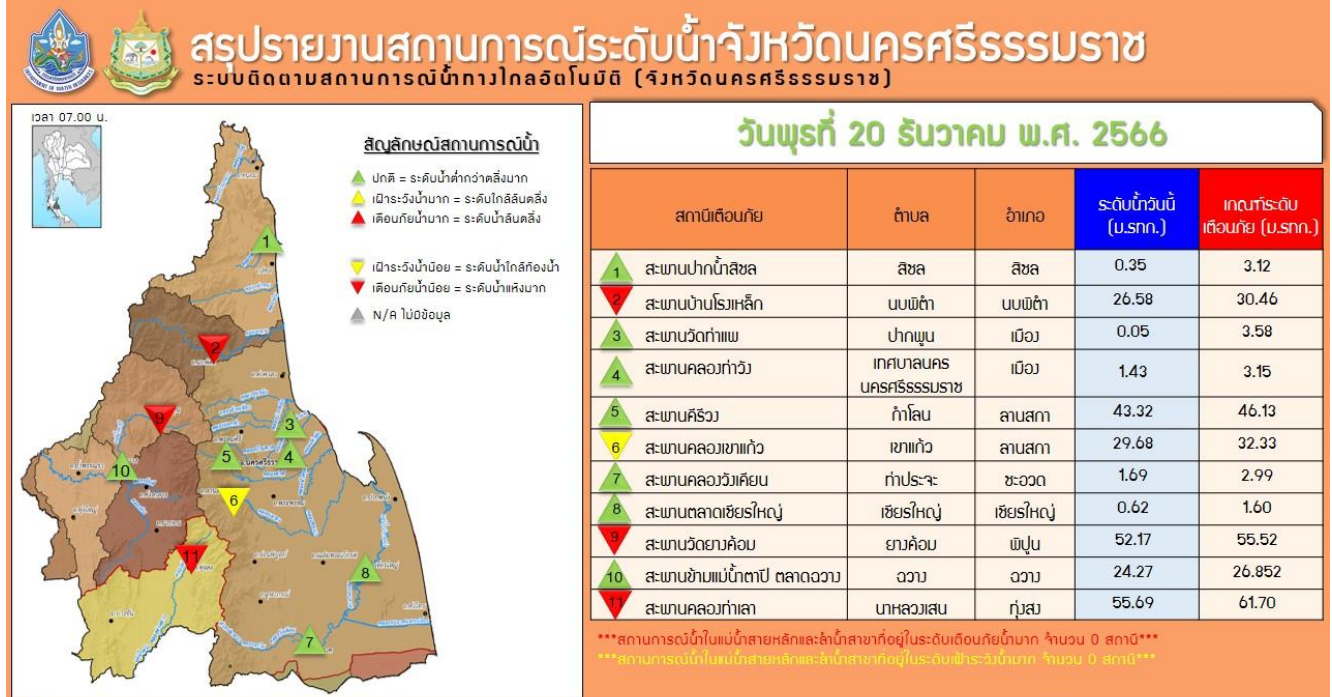 สรุปรายงานสถานการณ์ระดับน้ำจังหวัดนครศรีธรรมราช
ระบบติดตามสถานการณ์น้ำทางไกลอัตโนมัติ (จังหวัดนครศรีธรรมราช)
เวลา 07.00 น.
สัญลักษณ์สถานการณ์น้ำ
ปกติ = ระดับน้ำต่ำกว่าตลิ่งมาก
เฝ้าระวังน้ำมาก = ระดับใกล้ล้นตลิ่ง
เตือนภัยน้ำมาก = ระดับน้ำล้นตลิ่ง
เฝ้าระวังน้ำน้อย = ระดับน้ำใกล้ท้องน้ำ
เตือนภัยน้ำน้อย = ระดับน้ำแห้งมาก
N/A ไม่มีข้อมูล
1
2
9
3
5
4
10
6
11
8
7
วันพุธที่ 20 ธันวาคม พ.ศ. 2566
สถานีเตือนภัย ตำบล อำเภอ ระดับน้ำวันนี้ (ม.รทก.) เกณฑ์ระดับเตือนภัย (ม.รทก.)
1 สะพานปากน้ำสิชล สิชล สิชล 0.35 3.12
2 สะพานบ้านโรงเหล็ก นบพิตำ นบพิตำ 26.58 30.46
3 สะพานวัดท่าแพ ปากพูน เมือง 0.05 3.58
4 สะพานคลองท่าวัง เทศบาลนครนครศรีธรรมราช เมือง 1.43 3.15
5 สะพานคีรีวง กำโลน ลานสกา 43.32 46.13
6 สะพานคลองเขาแก้ว เขาแก้ว ลานสกา 29.68 32.33
7 สะพานคลองวังเคียน ท่าประจะ ชะอวด 1.69 2.99
8 สะพานตลาดเชียรใหญ่ เชียรใหญ่ เชียรใหญ่ 0.62 1.60
9 สะพานวัดยางค้อม ยางค้อม พิปูน 52.17 55.52
10 สะพานข้ามแม่น้ำตาปี ตลาดฉวาง ฉวาง ฉวาง 24.27 26.852
11 สะพานคลองท่าเลา นาหลวงเสน ทุ่งสง 55.69 61.70
***สถานการณ์น้ำในแม่น้ำสายหลักและลำน้ำสาขาที่อยู่ในระดับเตือนภัยน้ำมาก จำนวน 0 สถานี***
***สถานการณ์น้ำในแม่น้ำสายหลักและลำน้ำสาขาที่อยู่ในระดับเฝ้าระวังน้ำมาก จำนวน 0 สถานี***